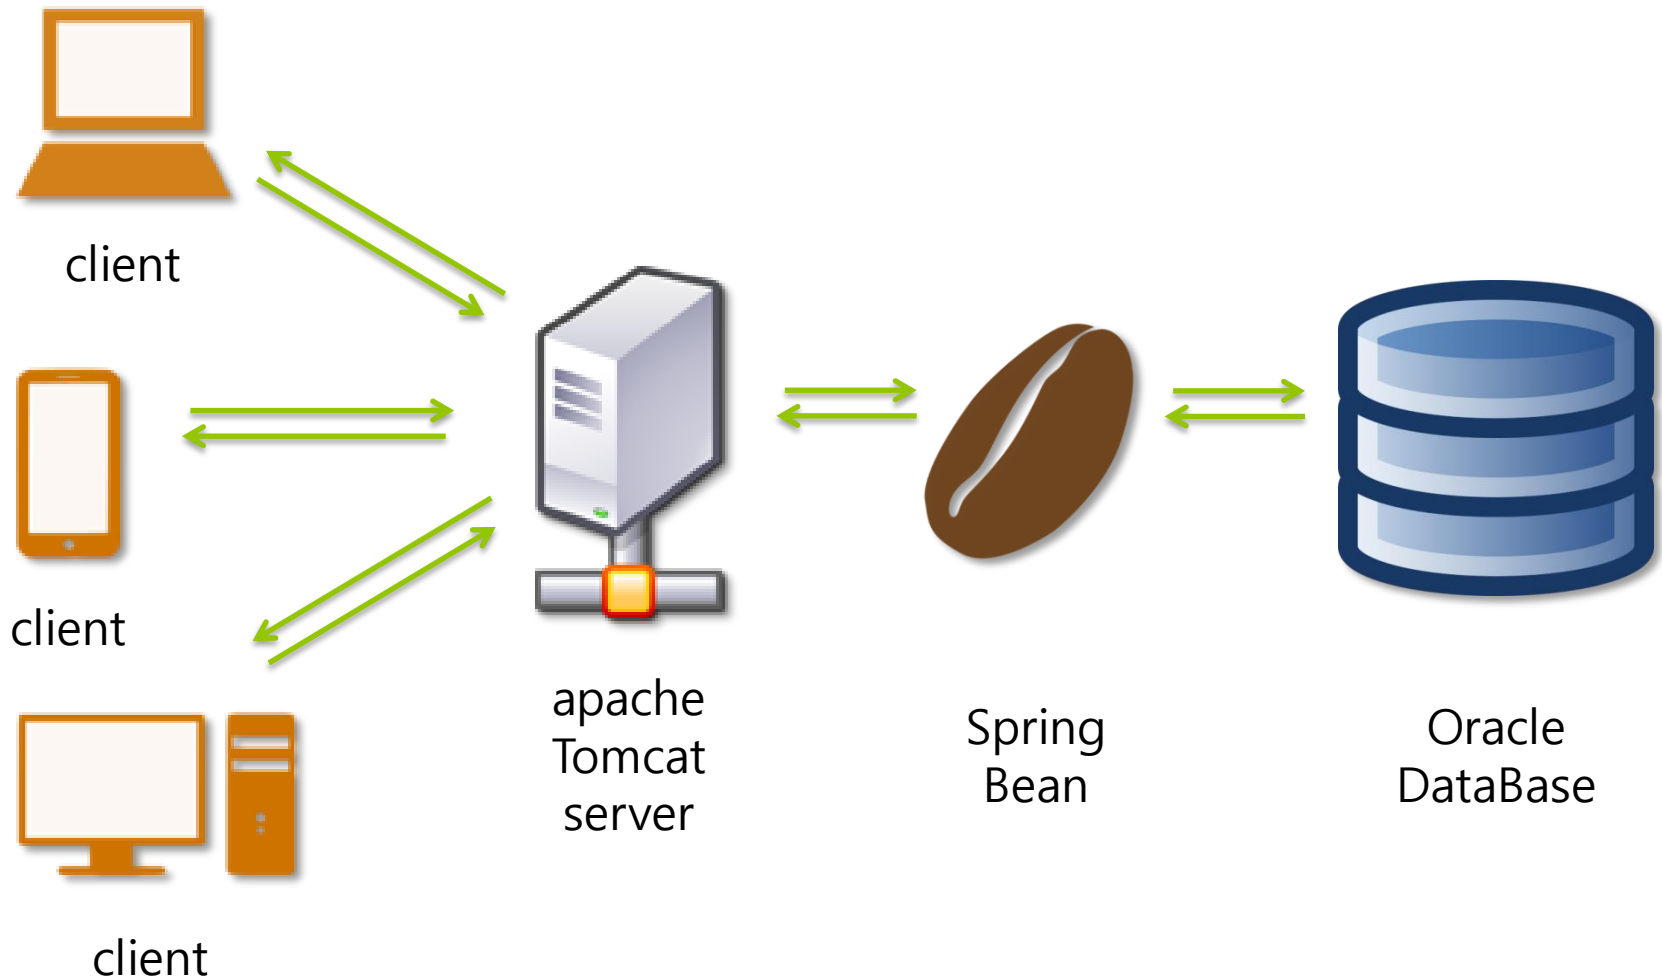 client
client
client
apache
Tomcat
server
Spring
Bean
Oracle
DataBase